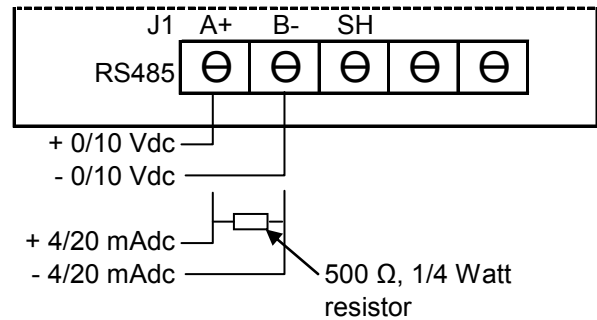 J1 A+ B- SH
RS485
+ 0/10 Vdc
- 0/10 Vdc
+ 4/20 mAdc
- 4/20 mAdc
500 Ω, 1/4 Watt
resistor